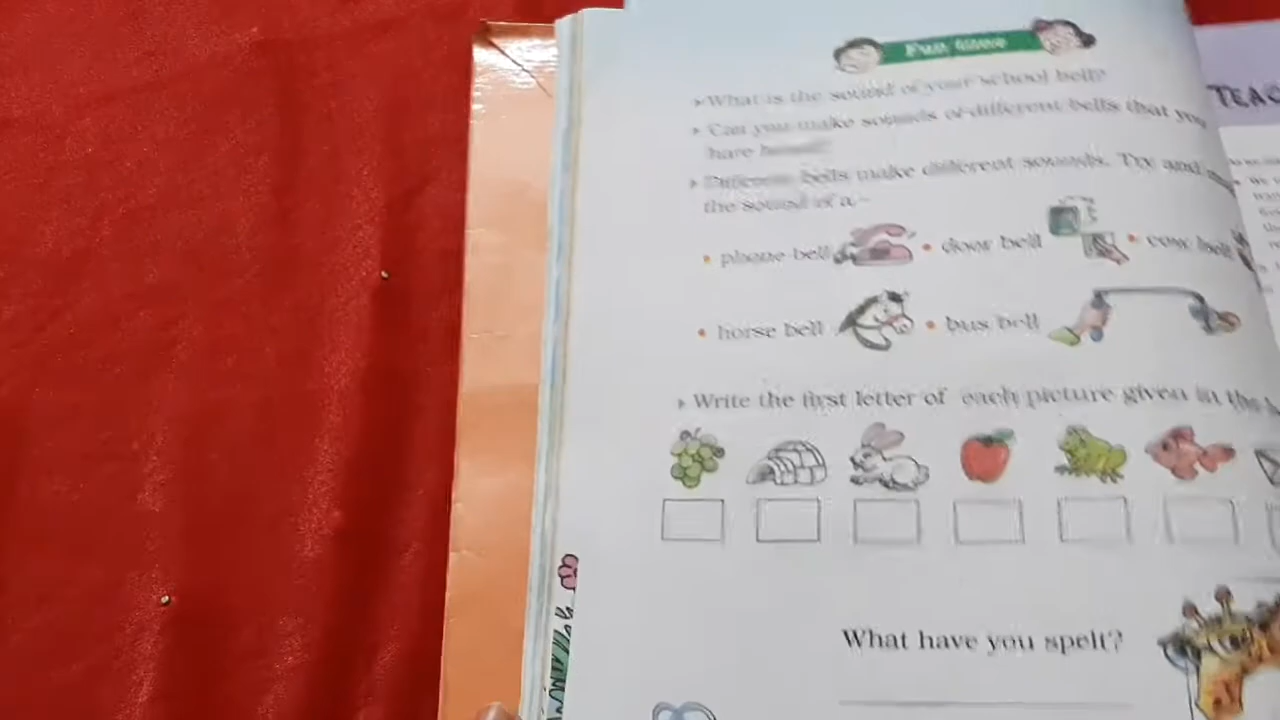 Fun time
What is the sound of your school bell?
Can you make sounds of different bells that you
have heard?
Different bells make different sounds. Try and
the sound of a –
• phone bell • door bell • cow bell
• horse bell • bus bell
Write the first letter of each picture given in the
What have you spelt?
TEAC